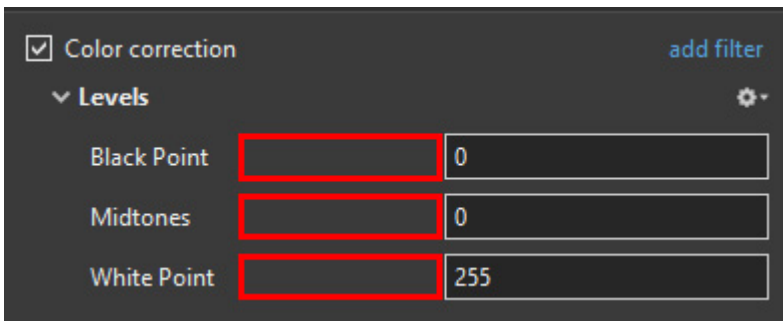 Color correction
add filter
Levels
Black Point
0
Midtones
0
White Point
255